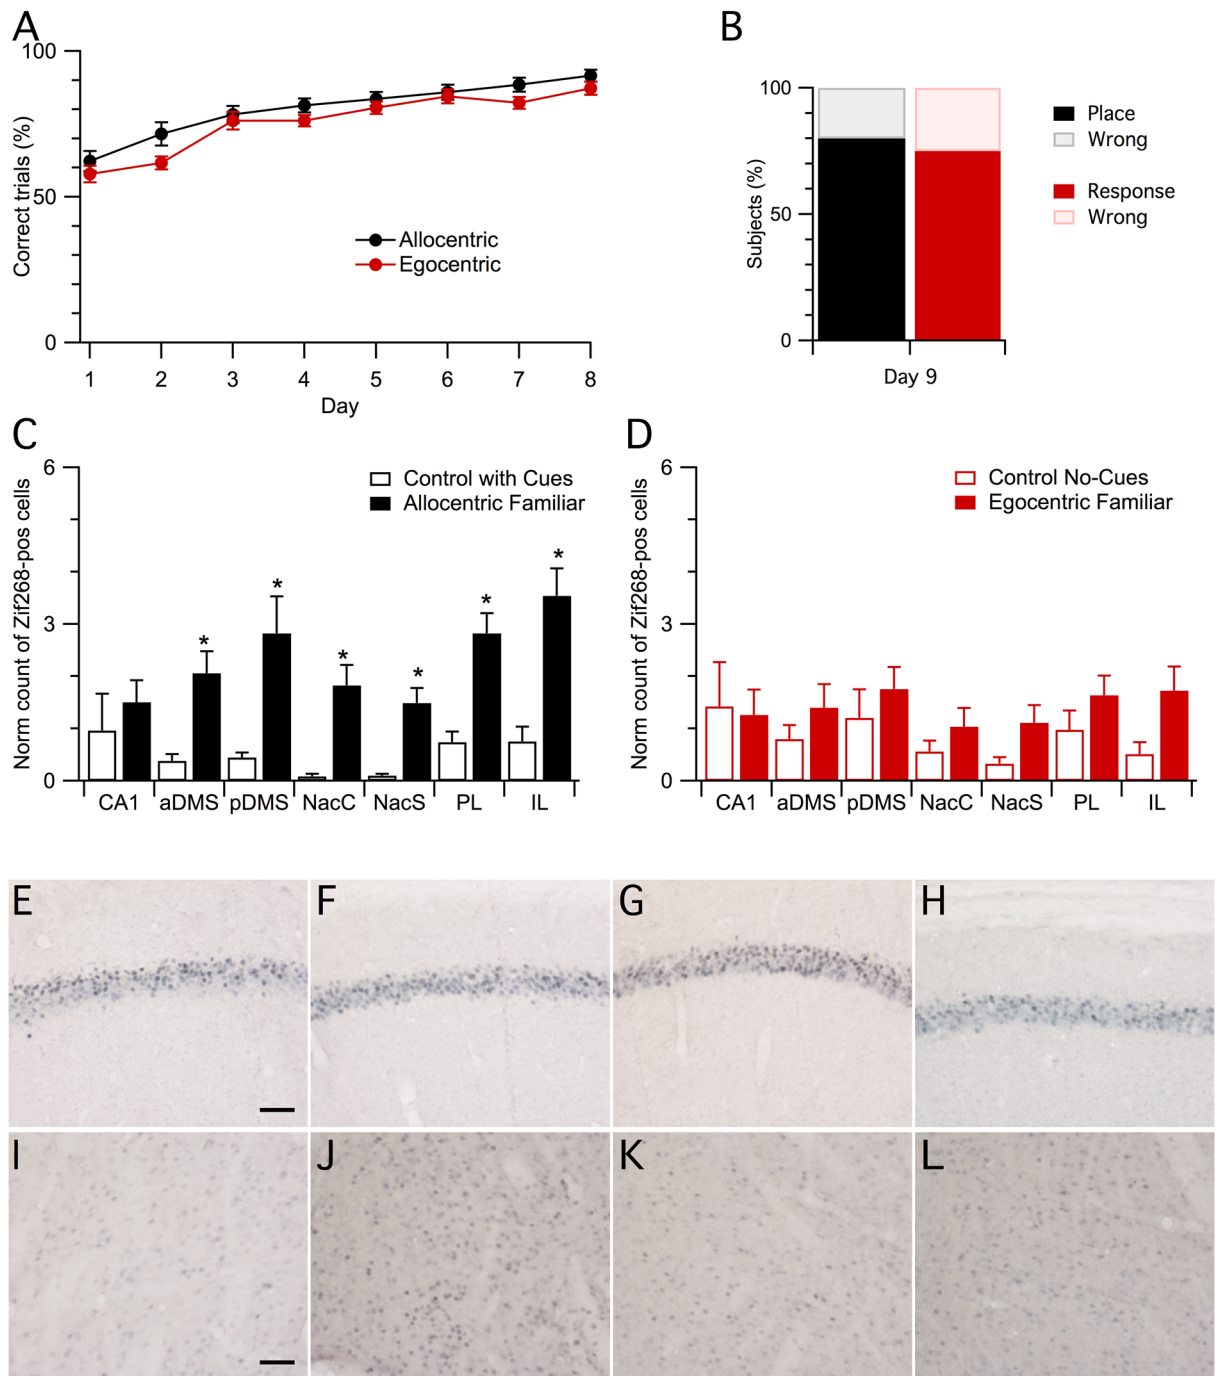 A
B
100
50
0
Correct trials (%)
Allocentric
Egocentric
1 2 3 4 5 6 7 8
Day
100
50
0
Subjects (%)
Place
Wrong
Response
Wrong
Day 9
C
D
6
3
0
Norm count of Zif268-pos cells
Control with Cues
Allocentric Familiar
* * * * * *
CA1 aDMS pDMS NacC NacS PL IL
6
3
0
Norm count of Zif268-pos cells
Control No-Cues
Egocentric Familiar
CA1 aDMS pDMS NacC NacS PL IL
E F G H
I J K L